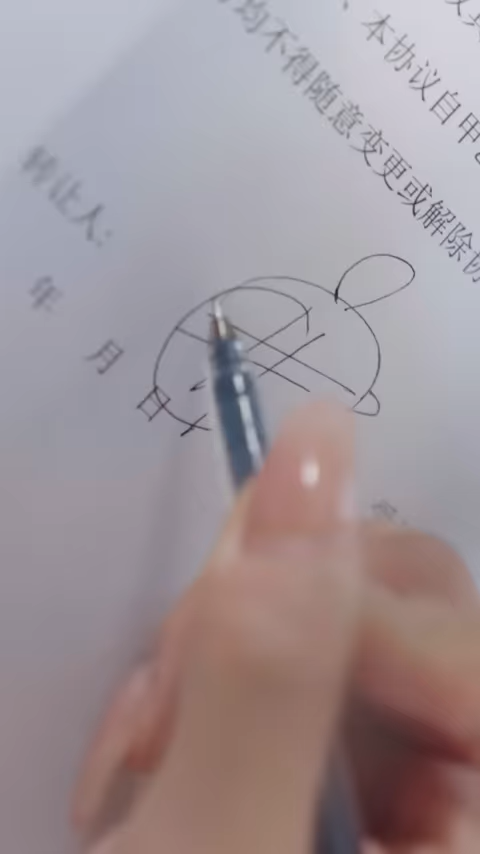 、本协议自甲
均不得随意变更或解除协
转让人：
年 月 日